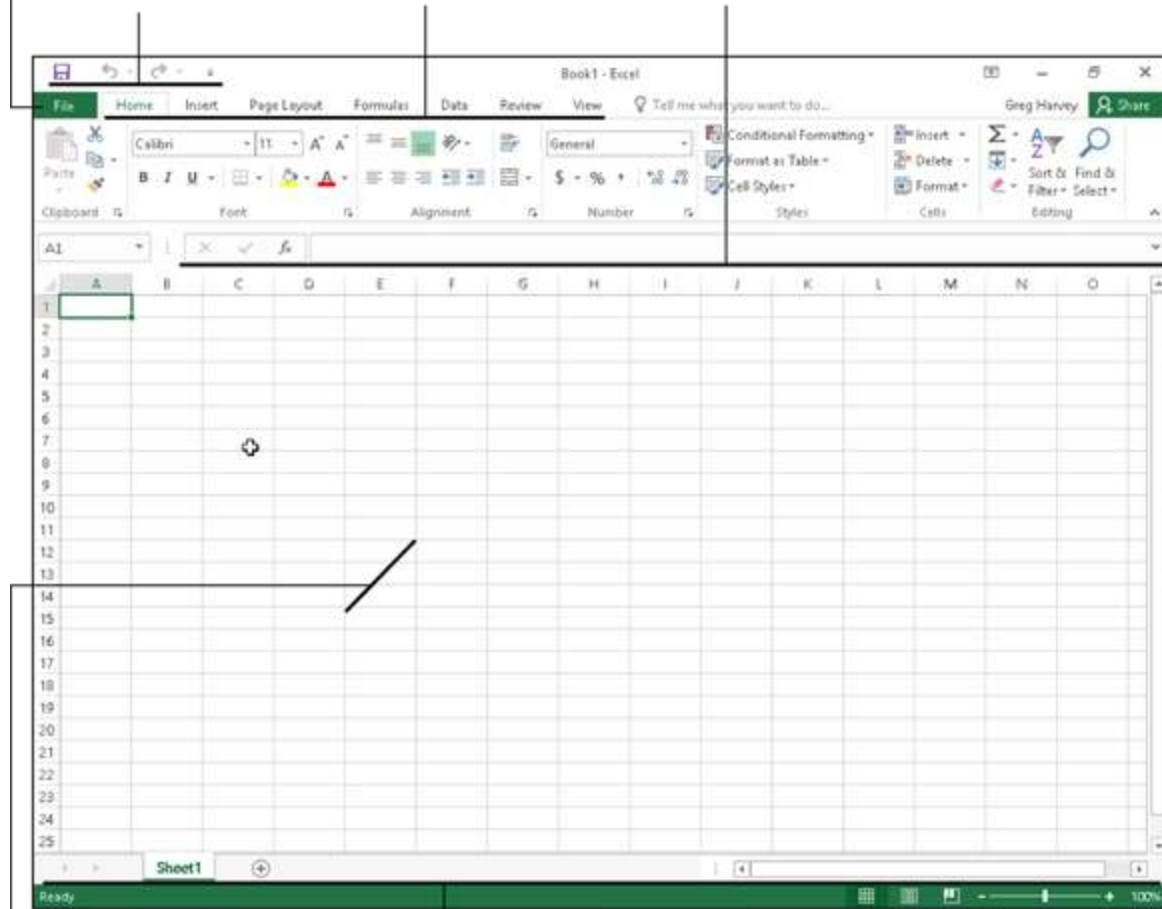 Book1 - Excel
File Home Insert Page Layout Formulas Data Review View Tell me what you want to do... Greg Harvey Share
Calibri 11 A A General Conditional Formatting Insert Σ A Z
Paste B I U A $ % , Format as Table Delete Sort & Find &
Cell Styles Format Filter Select
Clipboard Font Alignment Number Styles Cells Editing
A1 fx
A B C D E F G H I J K L M N O
1
2
3
4
5
6
7
8
9
10
11
12
13
14
15
16
17
18
19
20
21
22
23
24
25
Sheet1
Ready 100%